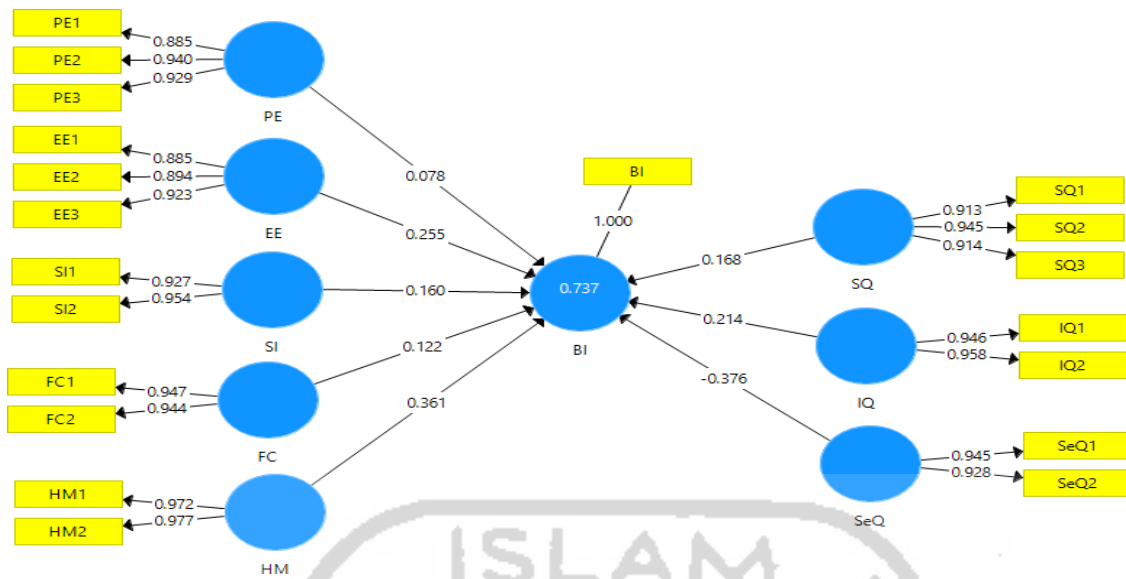 PE1
0.885
PE2
0.940
PE3
0.929
PE
EE1
0.885
EE2
0.894
EE3
0.923
EE
SI1
0.927
SI2
0.954
SI
FC1
0.947
FC2
0.944
FC
HM1
0.972
HM2
0.977
HM
0.078
0.255
0.160
0.122
0.361
BI
1.000
0.737
BI
0.168
0.214
-0.376
SQ1
0.913
SQ2
0.945
SQ3
0.914
SQ
IQ1
0.946
IQ2
0.958
IQ
SeQ1
0.945
SeQ2
0.928
SeQ
ISLAM